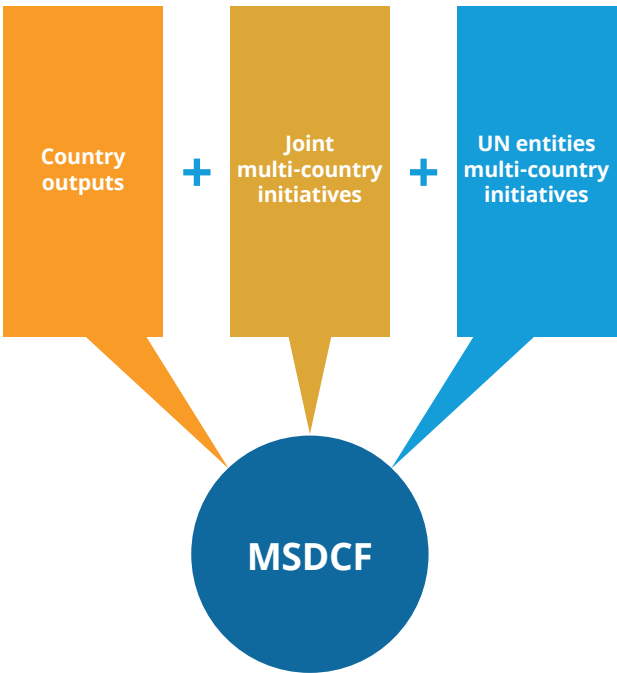 Country
outputs
+
Joint
multi-country
initiatives
+
UN entities
multi-country
initiatives
MSDCF